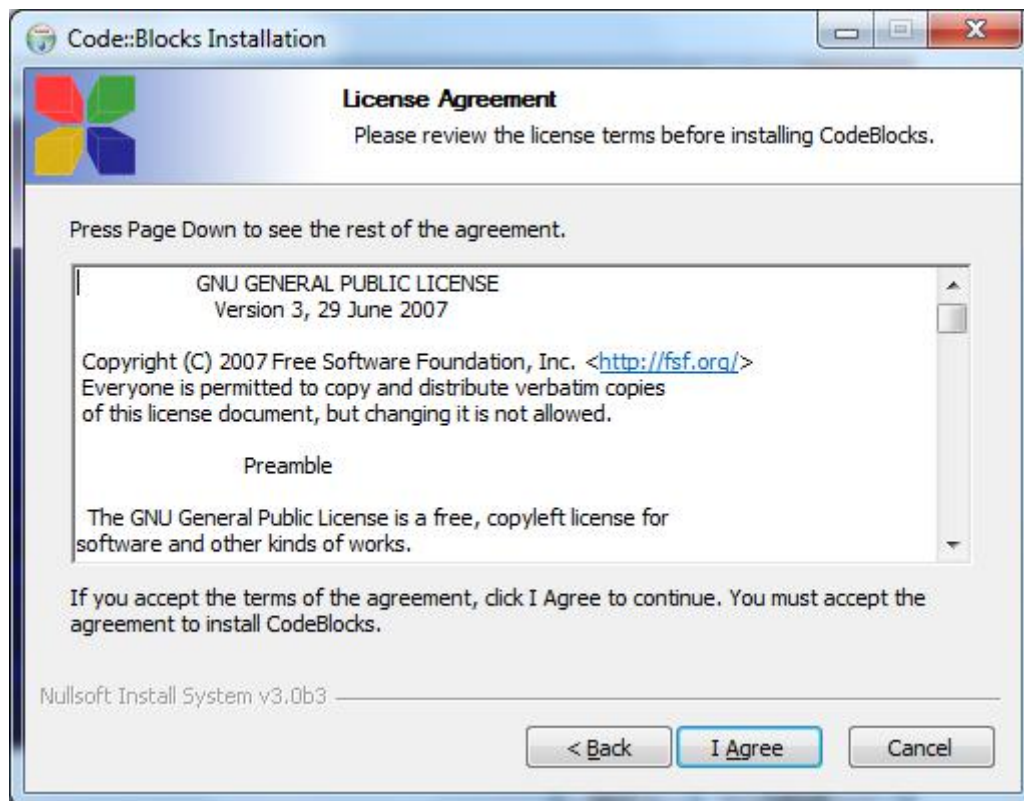 Code::Blocks Installation
License Agreement
Please review the license terms before installing CodeBlocks.
Press Page Down to see the rest of the agreement.
GNU GENERAL PUBLIC LICENSE
Version 3, 29 June 2007
Copyright (C) 2007 Free Software Foundation, Inc. <http://fsf.org/>
Everyone is permitted to copy and distribute verbatim copies
of this license document, but changing it is not allowed.
Preamble
The GNU General Public License is a free, copyleft license for
software and other kinds of works.
If you accept the terms of the agreement, click I Agree to continue. You must accept the
agreement to install CodeBlocks.
Nullsoft Install System v3.0b3
< Back
I Agree
Cancel